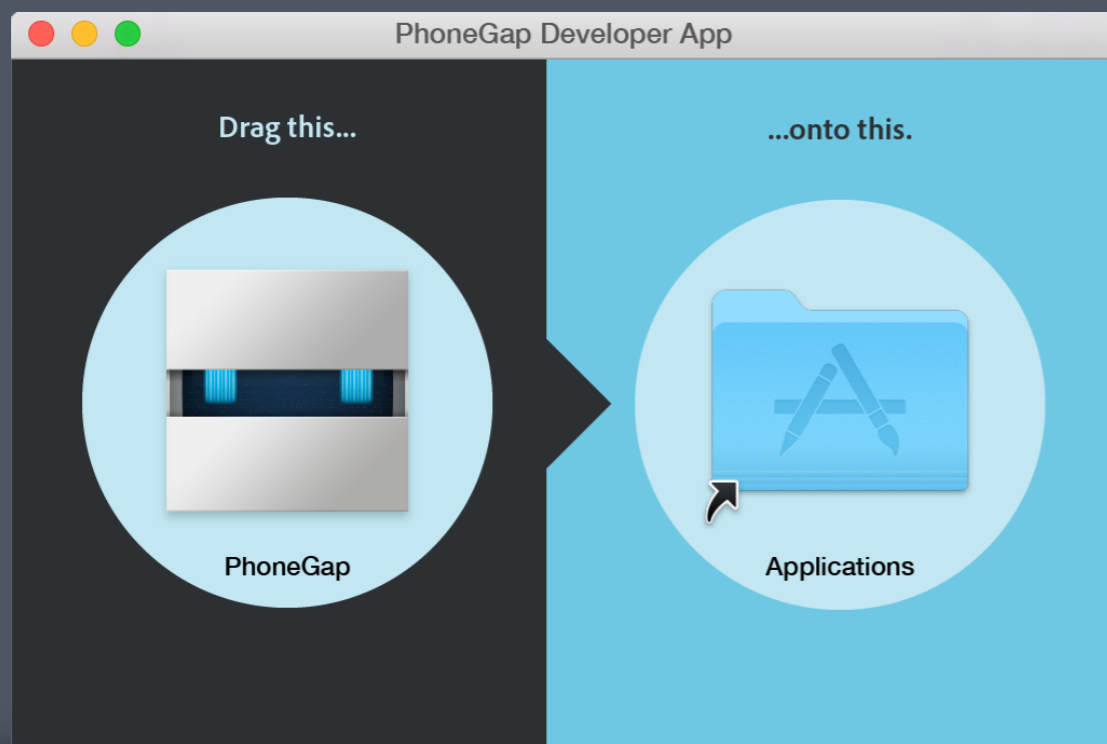 PhoneGap Developer App
Drag this...
...onto this.
PhoneGap
Applications